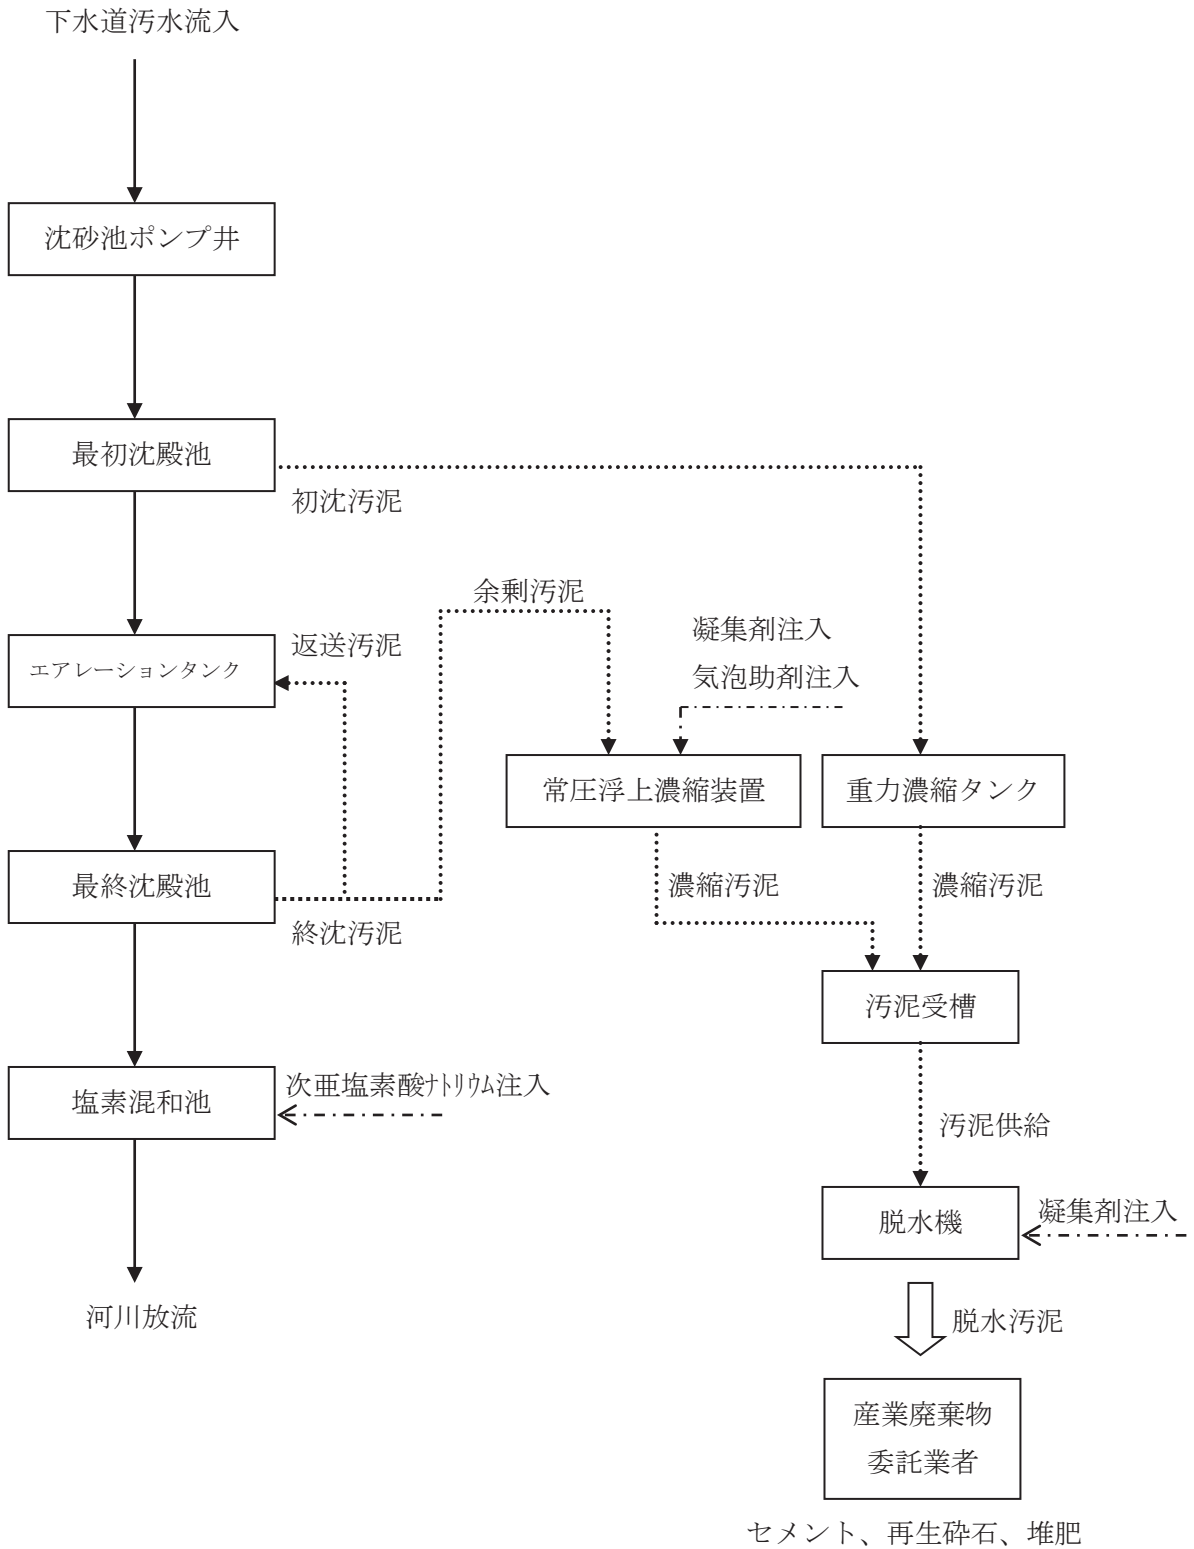 下水道汚水流入
沈砂池ポンプ井
最初沈殿池
初沈汚泥
余剰汚泥
凝集剤注入
返送汚泥
エアレーションタンク
気泡助剤注入
常圧浮上濃縮装置
重力濃縮タンク
最終沈殿池
濃縮汚泥
濃縮汚泥
終沈汚泥
汚泥受槽
次亜塩素酸ﾅﾄﾘｳﾑ注入
塩素混和池
汚泥供給
脱水機
凝集剤注入
河川放流
脱水汚泥
産業廃棄物
委託業者
セメント、再生砕石、堆肥